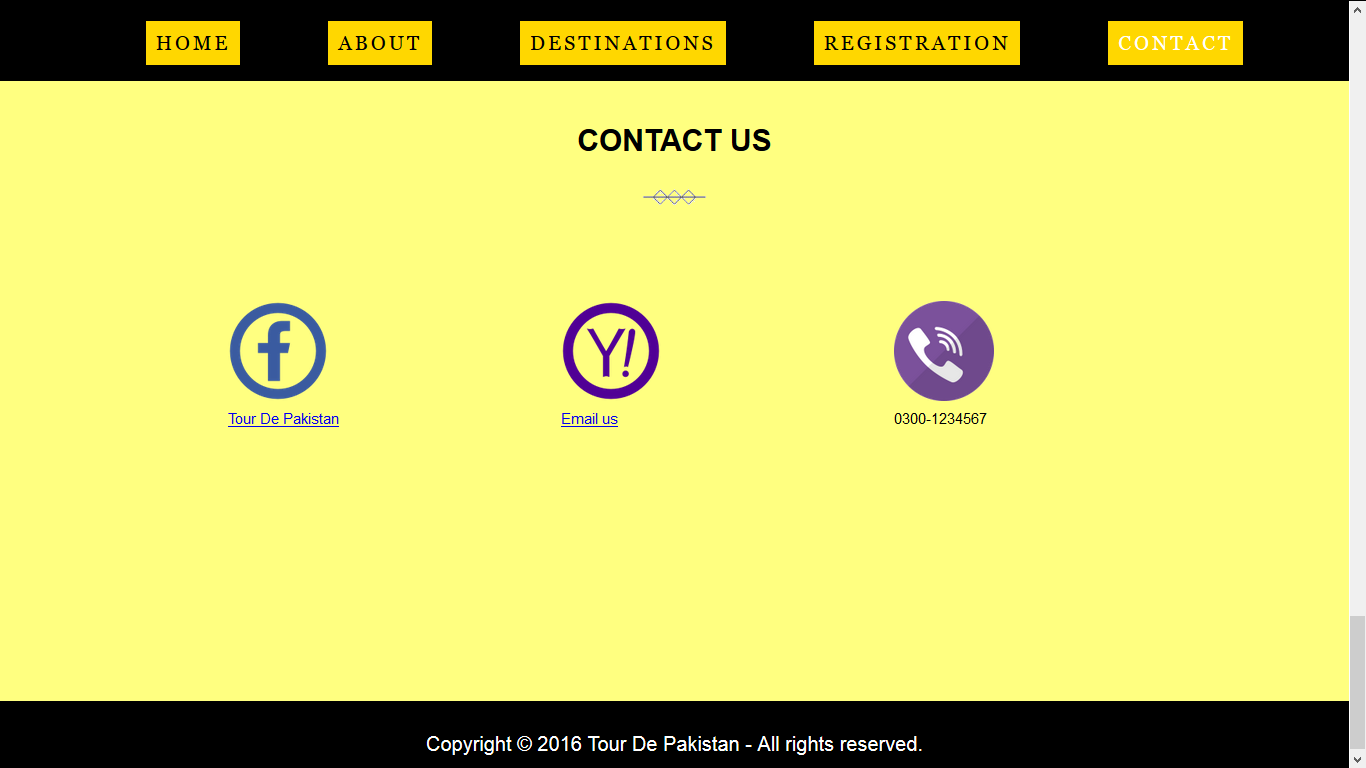 HOME ABOUT DESTINATIONS REGISTRATION CONTACT
CONTACT US
f Y! 
Tour De Pakistan Email us 0300-1234567
Copyright © 2016 Tour De Pakistan - All rights reserved.